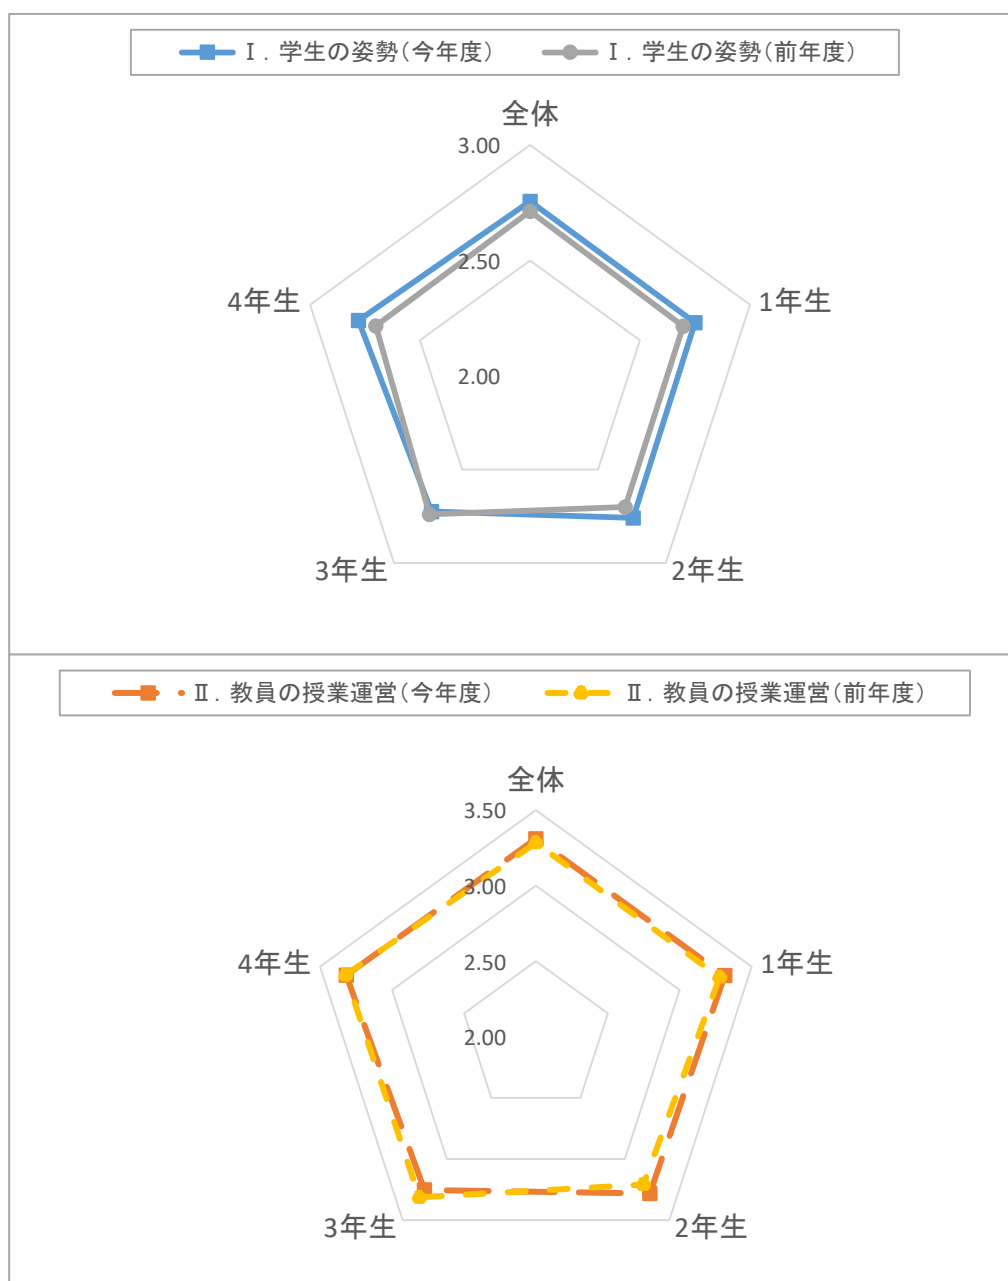 Ⅰ．学生の姿勢（今年度） Ⅰ．学生の姿勢（前年度）
全体
3.00
2.50
2.00
4年生
1年生
3年生
2年生
Ⅱ．教員の授業運営（今年度） Ⅱ．教員の授業運営（前年度）
全体
3.50
3.00
2.50
2.00
4年生
1年生
3年生
2年生